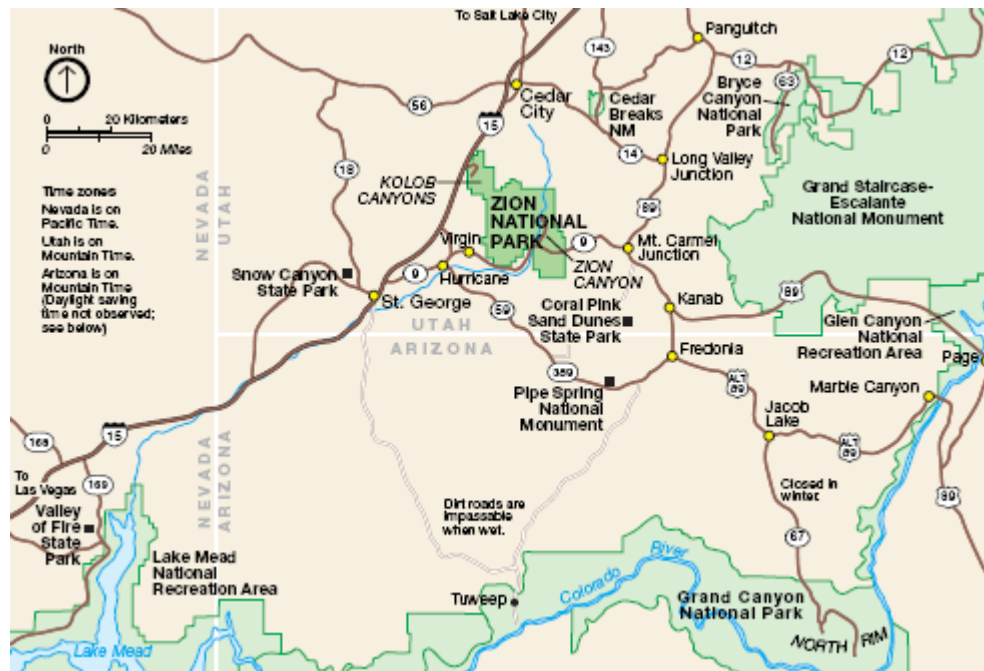 To Salt Lake City
Panguitch
North
143
12
12
63
Bryce
Canyon
National
Park
56
Cedar
City
Cedar
Breaks
NM
0 20 Kilometers
0 20 Miles
15
14
Long Valley
Junction
18
KOLOB
CANYONS
Time zones
Nevada is on
Pacific Time.
Utah is on
Mountain Time.
Arizona is on
Mountain Time
(Daylight saving
time not observed;
see below)
NEVADA
UTAH
ZION
NATIONAL
PARK
89
Grand Staircase-
Escalante
National Monument
Virgin
9
Mt. Carmel
Junction
ZION
CANYON
Snow Canyon
State Park
9
Hurricane
St. George
59
Coral Pink
Sand Dunes
State Park
Kanab
89
UTAH
ARIZONA
Glen Canyon
National
Recreation Area
Fredonia
Page
389
Pipe Spring
National
Monument
ALT
89
Marble Canyon
Jacob
Lake
168
15
NEVADA
ARIZONA
ALT
89
To
Las Vegas
169
Valley
of Fire
State
Park
Closed in
winter.
89
Dirt roads are
impassable
when wet.
67
Lake Mead
National
Recreation Area
Tuweep
Colorado
River
Grand Canyon
National Park
NORTH RIM
Lake Mead